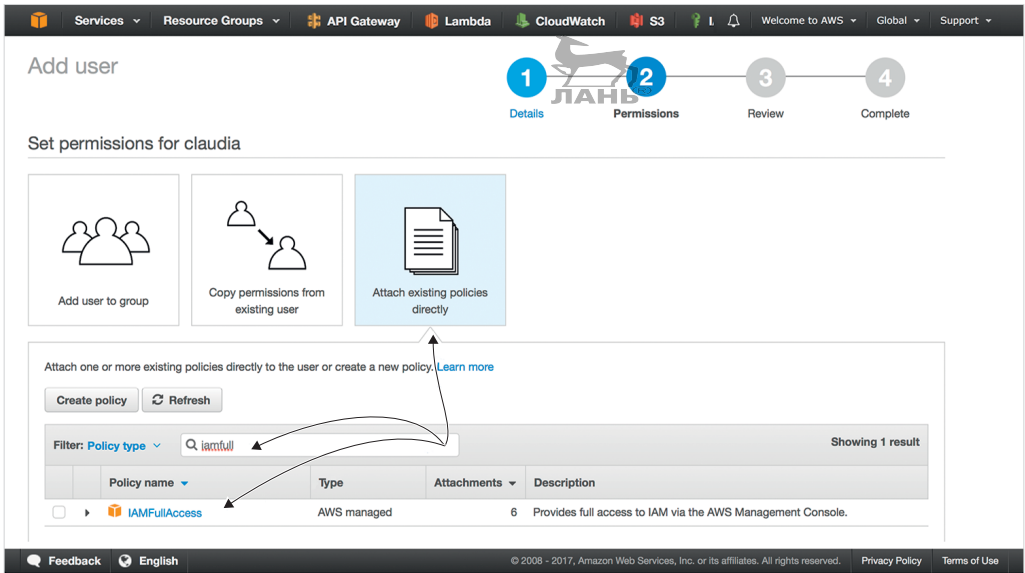 Services Resource Groups API Gateway Lambda CloudWatch S3 Welcome to AWS Global Support
Add user
1 2 3 4
ЛАНЬ
Details Permissions Review Complete
Set permissions for claudia
Add user to group
Copy permissions from
existing user
Attach existing policies
directly
Attach one or more existing policies directly to the user or create a new policy. Learn more
Create policy Refresh
Filter: Policy type iamfull Showing 1 result
Policy name Type Attachments Description
IAMFullAccess AWS managed 6 Provides full access to IAM via the AWS Management Console.
Feedback English © 2008 - 2017, Amazon Web Services, Inc. or its affiliates. All rights reserved. Privacy Policy Terms of Use